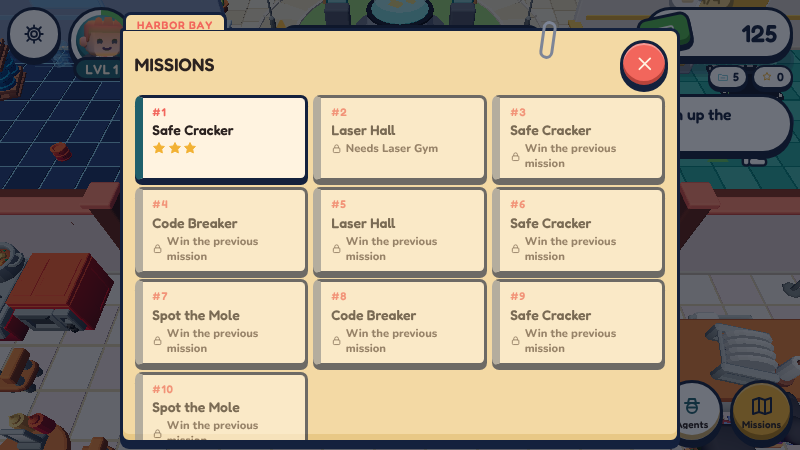 HARBOR BAY
MISSIONS
125
LVL 1
5
0
up the
#1
Safe Cracker
#2
Laser Hall
Needs Laser Gym
#3
Safe Cracker
Win the previous
mission
#4
Code Breaker
Win the previous
mission
#5
Laser Hall
Win the previous
mission
#6
Safe Cracker
Win the previous
mission
#7
Spot the Mole
Win the previous
mission
#8
Code Breaker
Win the previous
mission
#9
Safe Cracker
Win the previous
mission
#10
Spot the Mole
Win the previous
mission
Agents
Missions